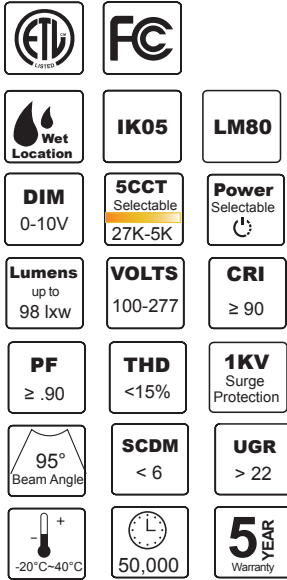 ETL
CM
LISTED
FC
Wet
Location
IK05
LM80
DIM
0-10V
5CCT
Selectable
27K-5K
Power
Selectable
Lumens
up to
98 lxw
VOLTS
100-277
CRI
≥ 90
PF
≥ .90
THD
<15%
1KV
Surge
Protection
95°
Beam Angle
SCDM
< 6
UGR
> 22
+
-
-20°C~40°C
50,000
5 YEAR
Warranty